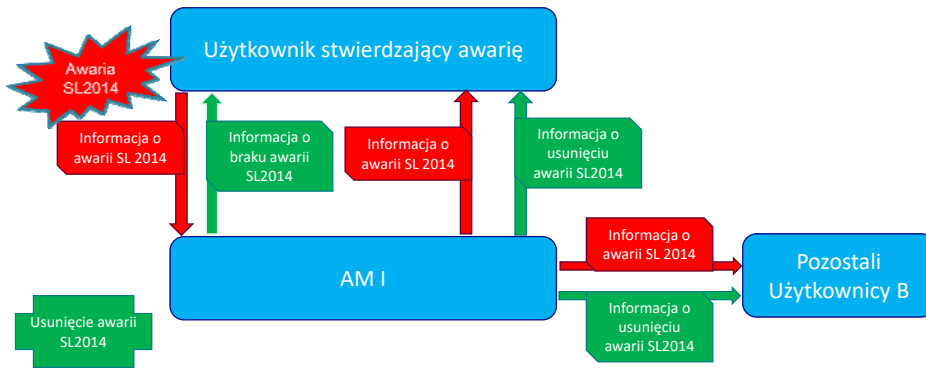 Użytkownik stwierdzający awarię
Awaria
SL2014
Informacja o
awarii SL 2014
Informacja o
braku awarii
SL2014
Informacja o
awarii SL 2014
Informacja o
usunięciu
awarii SL2014
AM I
Informacja o
awarii SL 2014
Pozostali
Użytkownicy B
Informacja o
usunięciu
awarii SL2014
Usunięcie awarii
SL2014